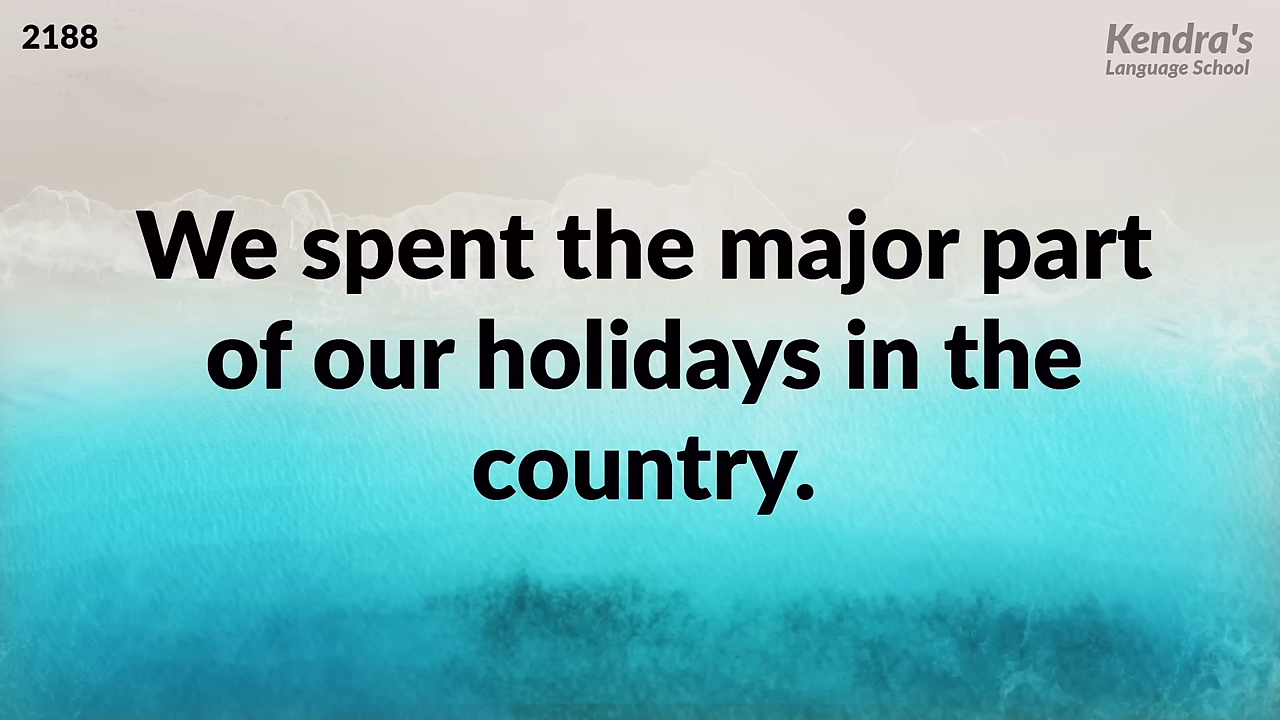 2188
Kendra's
Language School
We spent the major part
of our holidays in the
country.